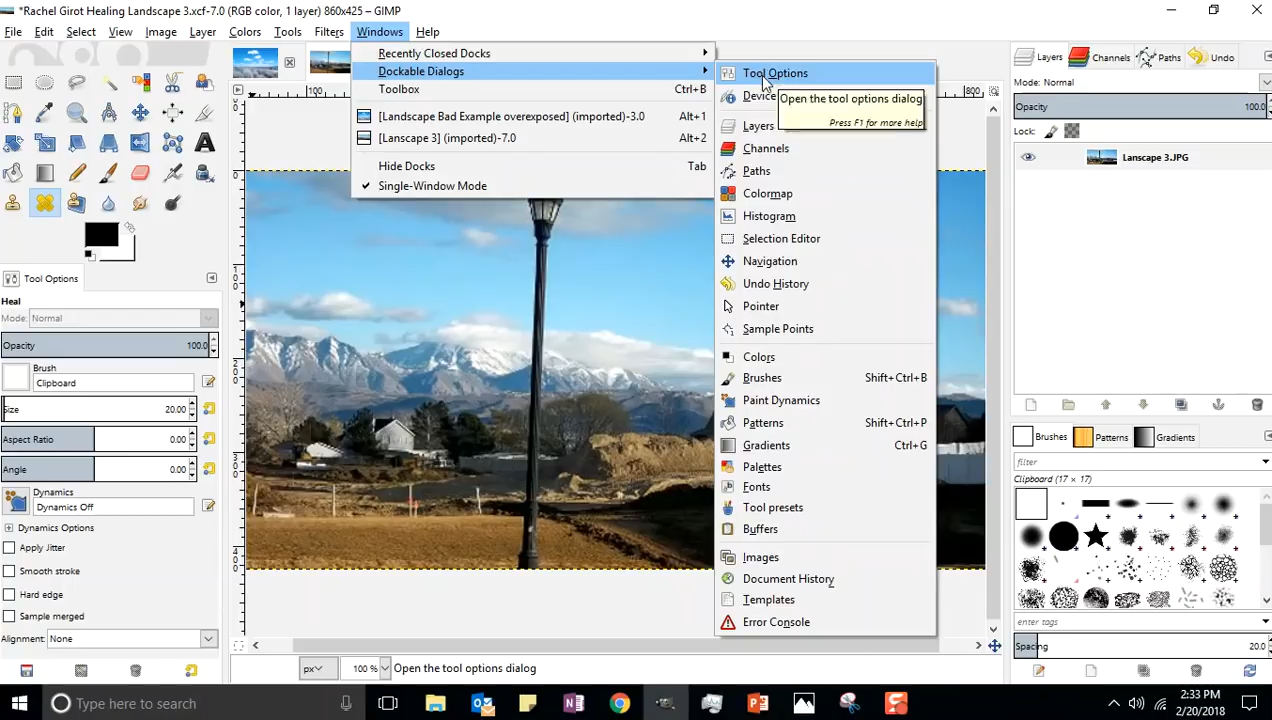 *Rachel Girot Healing Landscape 3.xcf-7.0 (RGB color, 1 layer) 860x425 – GIMP
File Edit Select View Image Layer Colors Tools Filters Windows Help
Recently Closed Docks
Dockable Dialogs
Toolbox Ctrl+B
[Landscape Bad Example overexposed] (imported)-3.0 Alt+1
[Lanscape 3] (imported)-7.0 Alt+2
Hide Docks Tab
Single-Window Mode
Tool Options
Device
Open the tool options dialog
Press F1 for more help
Layers
Channels
Paths
Colormap
Histogram
Selection Editor
Navigation
Undo History
Pointer
Sample Points
Colors
Brushes Shift+Ctrl+B
Paint Dynamics
Patterns Shift+Ctrl+P
Gradients Ctrl+G
Palettes
Fonts
Tool presets
Buffers
Images
Document History
Templates
Error Console
Tool Options
Heal
Mode: Normal
Opacity 100.0
Brush
Clipboard
Size 20.00
Aspect Ratio 0.00
Angle 0.00
Dynamics
Dynamics Off
Dynamics Options
Apply Jitter
Smooth stroke
Hard edge
Sample merged
Alignment: None
100
800
0
100
200
300
400
px 100 % Open the tool options dialog
Layers Channels Paths Undo
Mode: Normal
Opacity 100.0
Lock:
Lanscape 3.JPG
Brushes Patterns Gradients
filter
Clipboard (17 × 17)
enter tags
Spacing 20.0
Type here to search
2:33 PM
2/20/2018